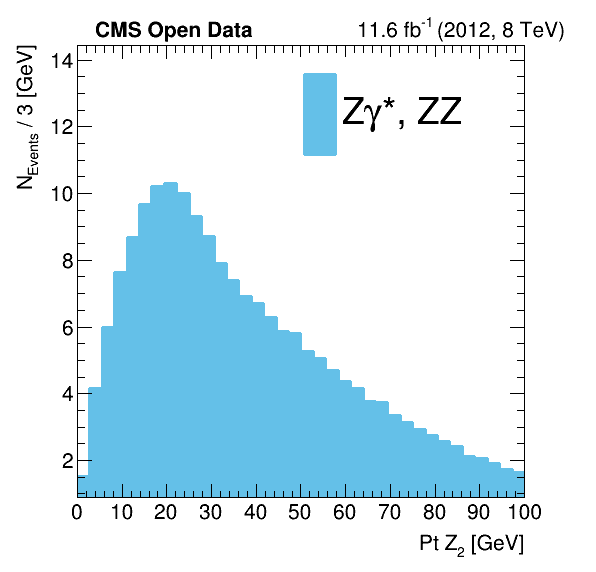 CMS Open Data
11.6 fb⁻¹ (2012, 8 TeV)
N_Events / 3 [GeV]
14
12
10
8
6
4
2
Zγ*, ZZ
0 10 20 30 40 50 60 70 80 90 100
Pt Z₂ [GeV]